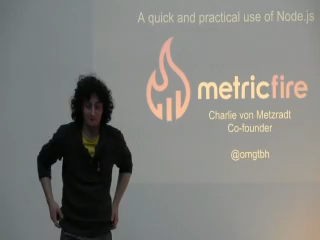 A quick and practical use of Node.js
metricfire
Charlie von Metzradt
Co-founder
@omgtbh